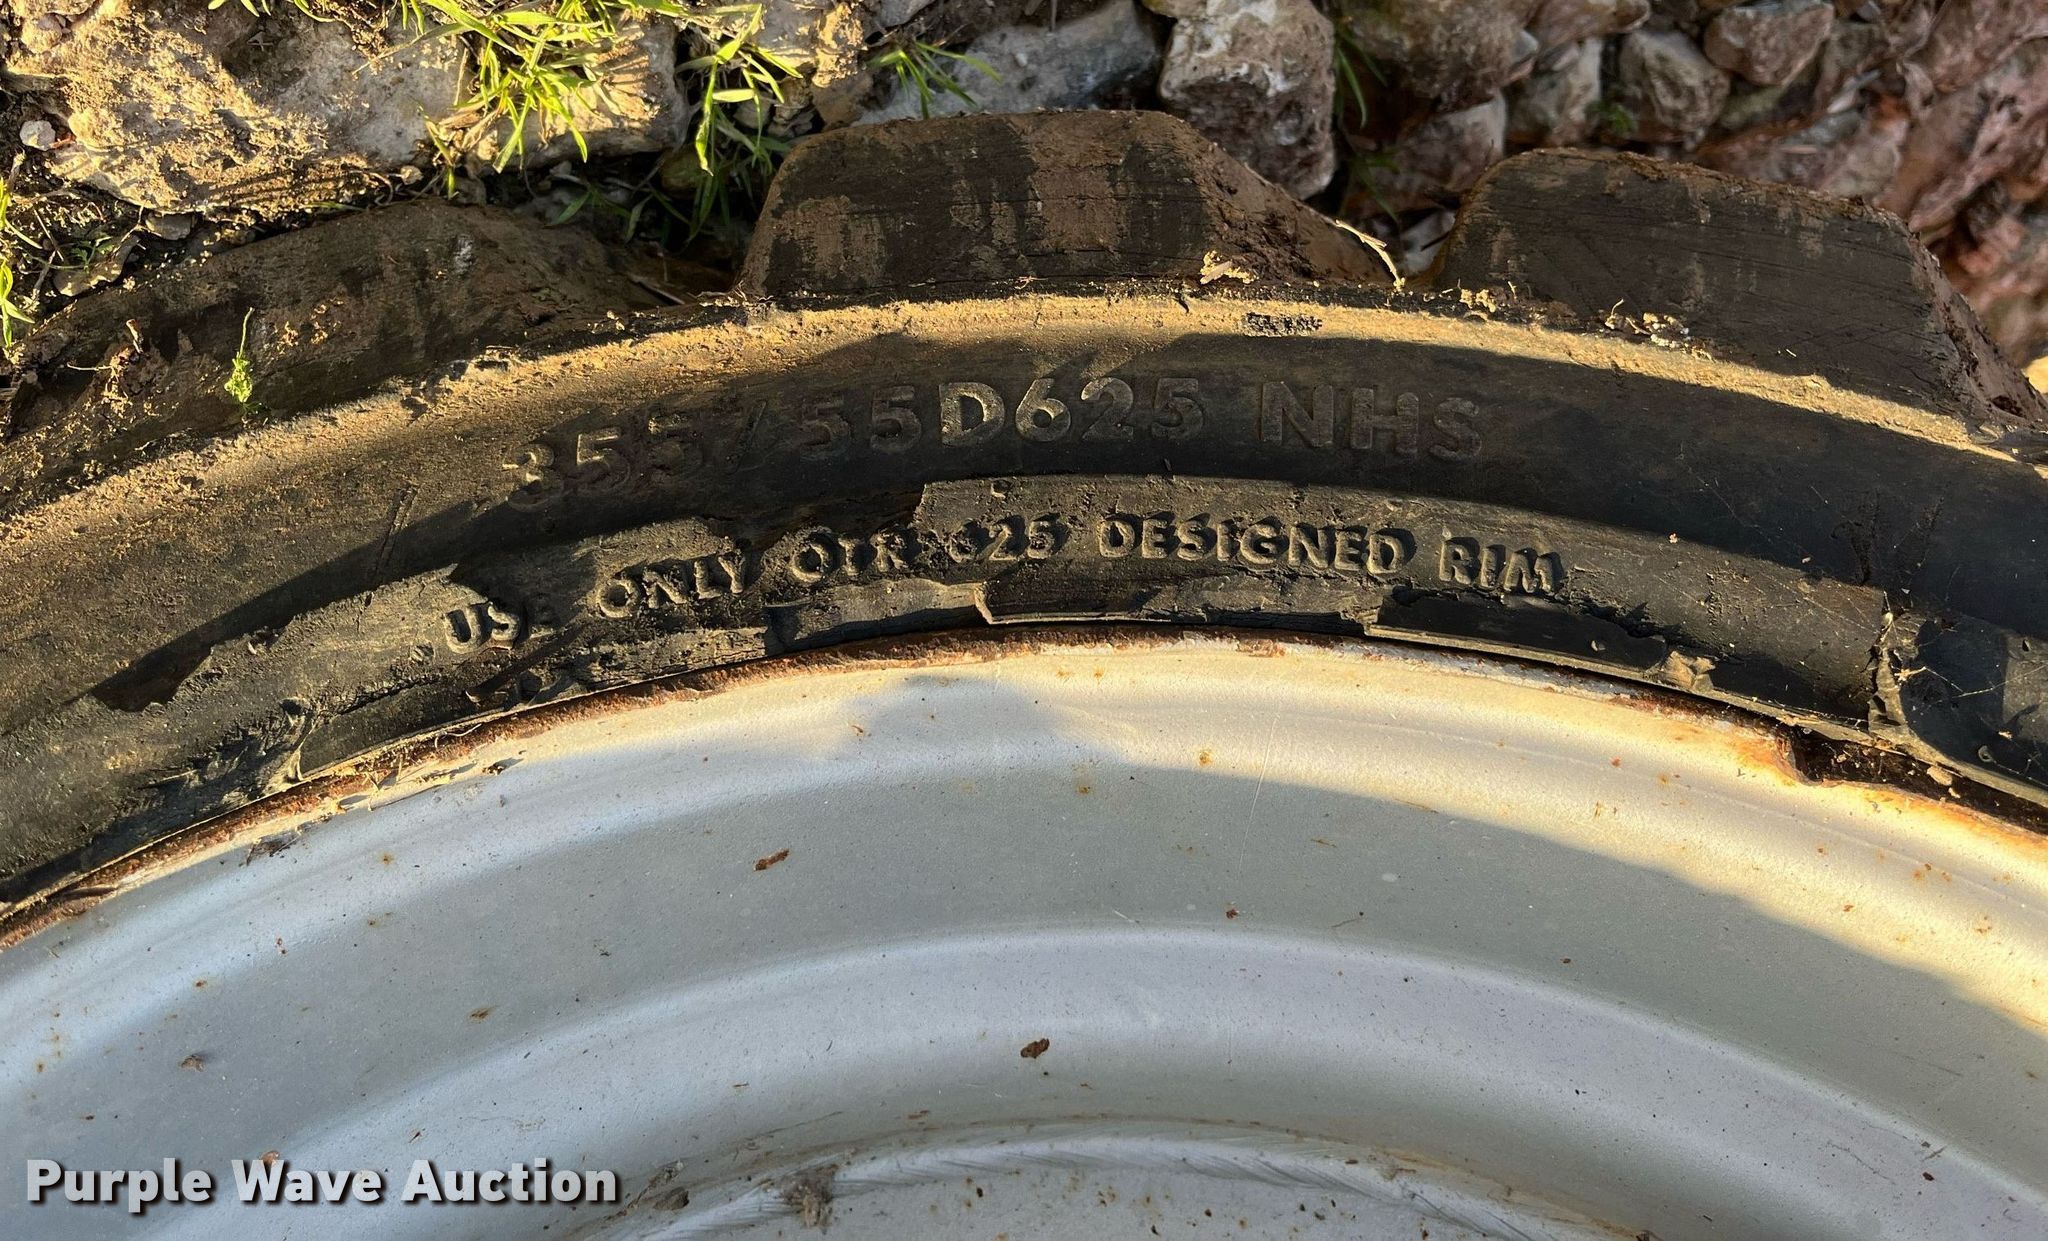 355/55D625 NHS
USE ONLY OTR 625 DESIGNED RIM
Purple Wave Auction